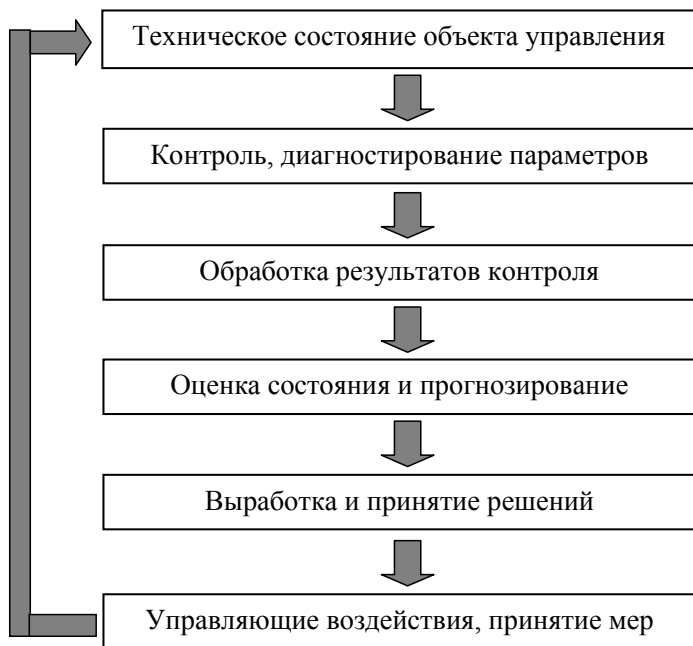 Техническое состояние объекта управления
Контроль, диагностирование параметров
Обработка результатов контроля
Оценка состояния и прогнозирование
Выработка и принятие решений
Управляющие воздействия, принятие мер